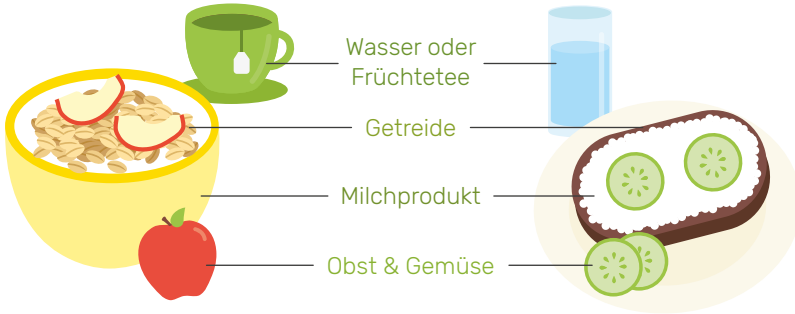 Wasser oder
Früchtetee
Getreide
Milchprodukt
Obst & Gemüse